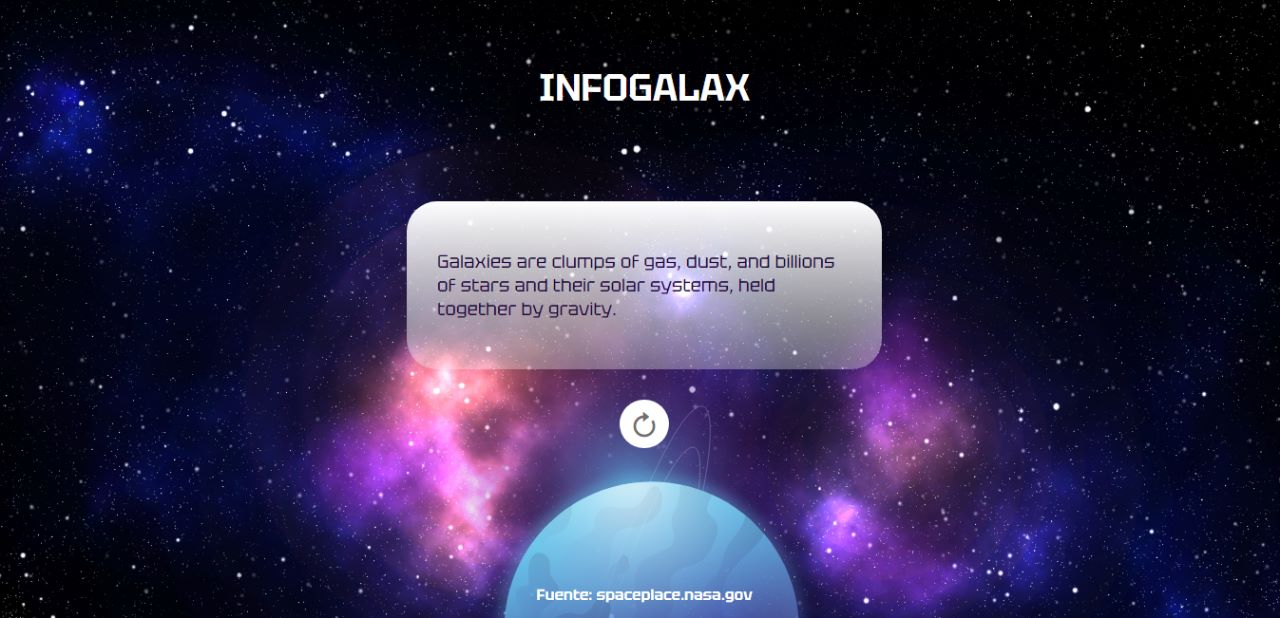 INFOGALAX
Galaxies are clumps of gas, dust, and billions
of stars and their solar systems, held
together by gravity.
Fuente: spaceplace.nasa.gov